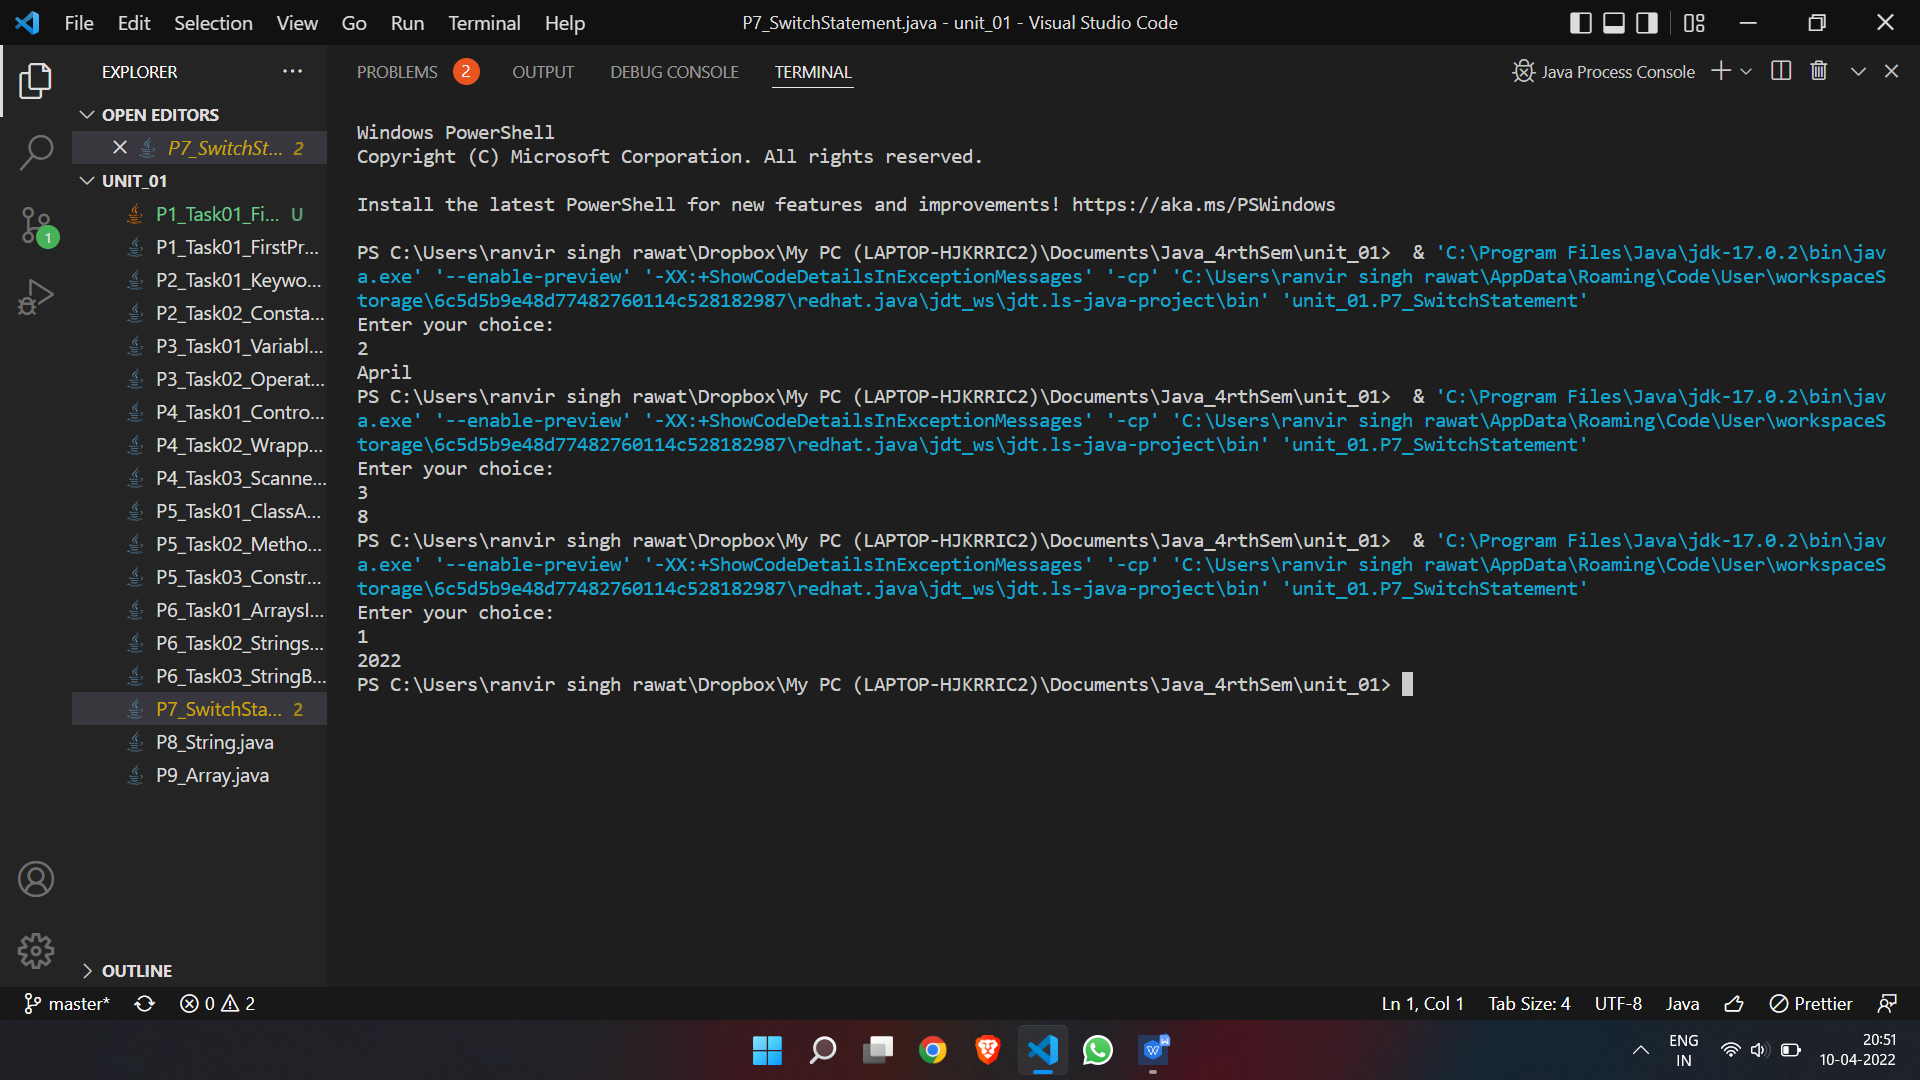 File Edit Selection View Go Run Terminal Help P7_SwitchStatement.java - unit_01 - Visual Studio Code
EXPLORER
OPEN EDITORS
P7_SwitchSt... 2
UNIT_01
P1_Task01_Fi... U
P1_Task01_FirstPr...
P2_Task01_Keywo...
P2_Task02_Consta...
P3_Task01_Variabl...
P3_Task02_Operat...
P4_Task01_Contro...
P4_Task02_Wrapp...
P4_Task03_Scanne...
P5_Task01_ClassA...
P5_Task02_Metho...
P5_Task03_Constr...
P6_Task01_ArraysI...
P6_Task02_Strings...
P6_Task03_StringB...
P7_SwitchSta... 2
P8_String.java
P9_Array.java
OUTLINE
1
PROBLEMS 2 OUTPUT DEBUG CONSOLE TERMINAL Java Process Console
Windows PowerShell
Copyright (C) Microsoft Corporation. All rights reserved.
Install the latest PowerShell for new features and improvements! https://aka.ms/PSWindows
PS C:\Users\ranvir singh rawat\Dropbox\My PC (LAPTOP-HJKRRIC2)\Documents\Java_4rthSem\unit_01>  & 'C:\Program Files\Java\jdk-17.0.2\bin\jav
a.exe' '--enable-preview' '-XX:+ShowCodeDetailsInExceptionMessages' '-cp' 'C:\Users\ranvir singh rawat\AppData\Roaming\Code\User\workspaceS
torage\6c5d5b9e48d77482760114c528182987\redhat.java\jdt_ws\jdt.ls-java-project\bin' 'unit_01.P7_SwitchStatement'
Enter your choice:
2
April
PS C:\Users\ranvir singh rawat\Dropbox\My PC (LAPTOP-HJKRRIC2)\Documents\Java_4rthSem\unit_01>  & 'C:\Program Files\Java\jdk-17.0.2\bin\jav
a.exe' '--enable-preview' '-XX:+ShowCodeDetailsInExceptionMessages' '-cp' 'C:\Users\ranvir singh rawat\AppData\Roaming\Code\User\workspaceS
torage\6c5d5b9e48d77482760114c528182987\redhat.java\jdt_ws\jdt.ls-java-project\bin' 'unit_01.P7_SwitchStatement'
Enter your choice:
3
8
PS C:\Users\ranvir singh rawat\Dropbox\My PC (LAPTOP-HJKRRIC2)\Documents\Java_4rthSem\unit_01>  & 'C:\Program Files\Java\jdk-17.0.2\bin\jav
a.exe' '--enable-preview' '-XX:+ShowCodeDetailsInExceptionMessages' '-cp' 'C:\Users\ranvir singh rawat\AppData\Roaming\Code\User\workspaceS
torage\6c5d5b9e48d77482760114c528182987\redhat.java\jdt_ws\jdt.ls-java-project\bin' 'unit_01.P7_SwitchStatement'
Enter your choice:
1
2022
PS C:\Users\ranvir singh rawat\Dropbox\My PC (LAPTOP-HJKRRIC2)\Documents\Java_4rthSem\unit_01>
master* 0 2 Ln 1, Col 1 Tab Size: 4 UTF-8 Java Prettier
ENG 20:51
IN 10-04-2022